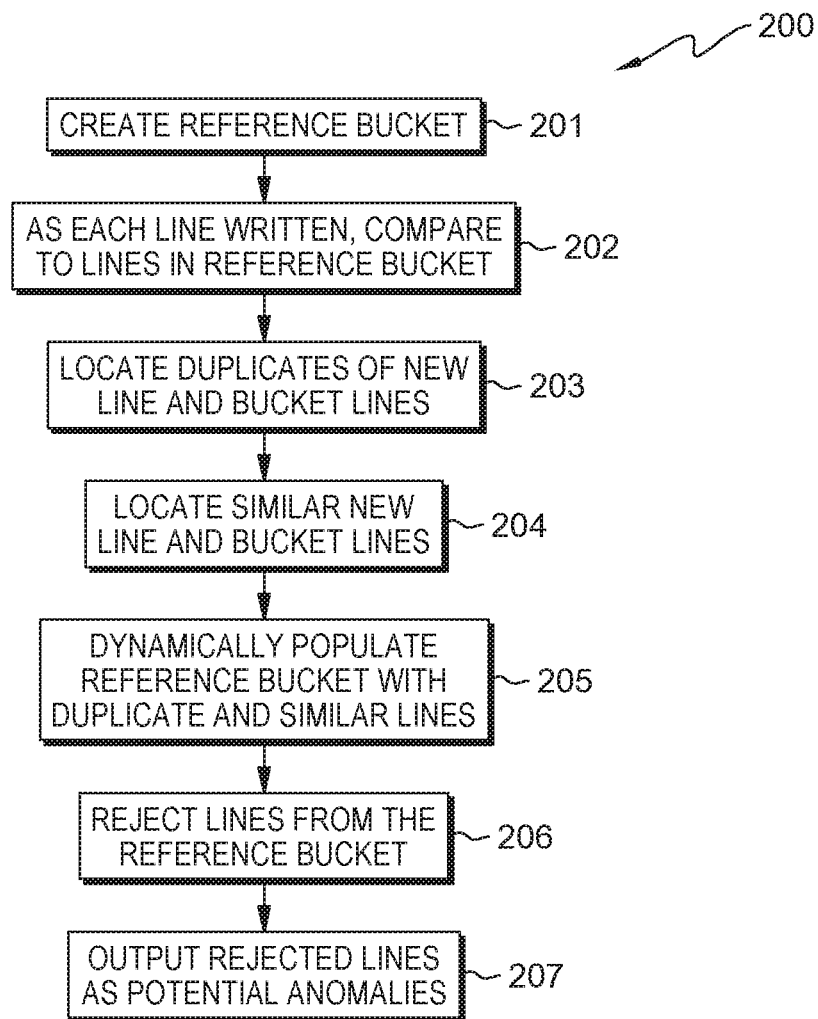 200
CREATE REFERENCE BUCKET
201
AS EACH LINE WRITTEN, COMPARE
TO LINES IN REFERENCE BUCKET
202
LOCATE DUPLICATES OF NEW
LINE AND BUCKET LINES
203
LOCATE SIMILAR NEW
LINE AND BUCKET LINES
204
DYNAMICALLY POPULATE
REFERENCE BUCKET WITH
DUPLICATE AND SIMILAR LINES
205
REJECT LINES FROM THE
REFERENCE BUCKET
206
OUTPUT REJECTED LINES
AS POTENTIAL ANOMALIES
207